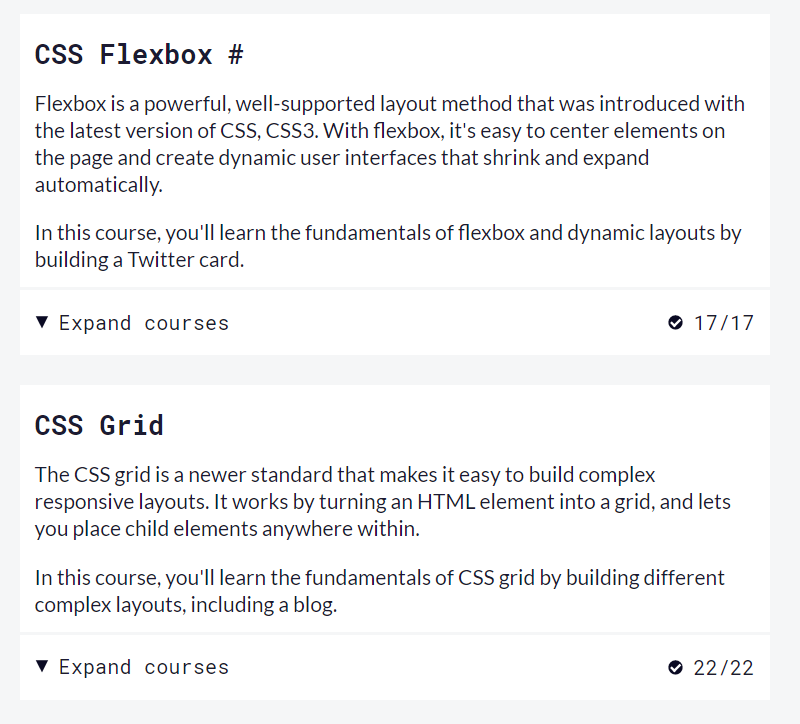 CSS Flexbox #
Flexbox is a powerful, well-supported layout method that was introduced with
the latest version of CSS, CSS3. With flexbox, it's easy to center elements on
the page and create dynamic user interfaces that shrink and expand
automatically.
In this course, you'll learn the fundamentals of flexbox and dynamic layouts by
building a Twitter card.
▼ Expand courses 17/17
CSS Grid
The CSS grid is a newer standard that makes it easy to build complex
responsive layouts. It works by turning an HTML element into a grid, and lets
you place child elements anywhere within.
In this course, you'll learn the fundamentals of CSS grid by building different
complex layouts, including a blog.
▼ Expand courses 22/22